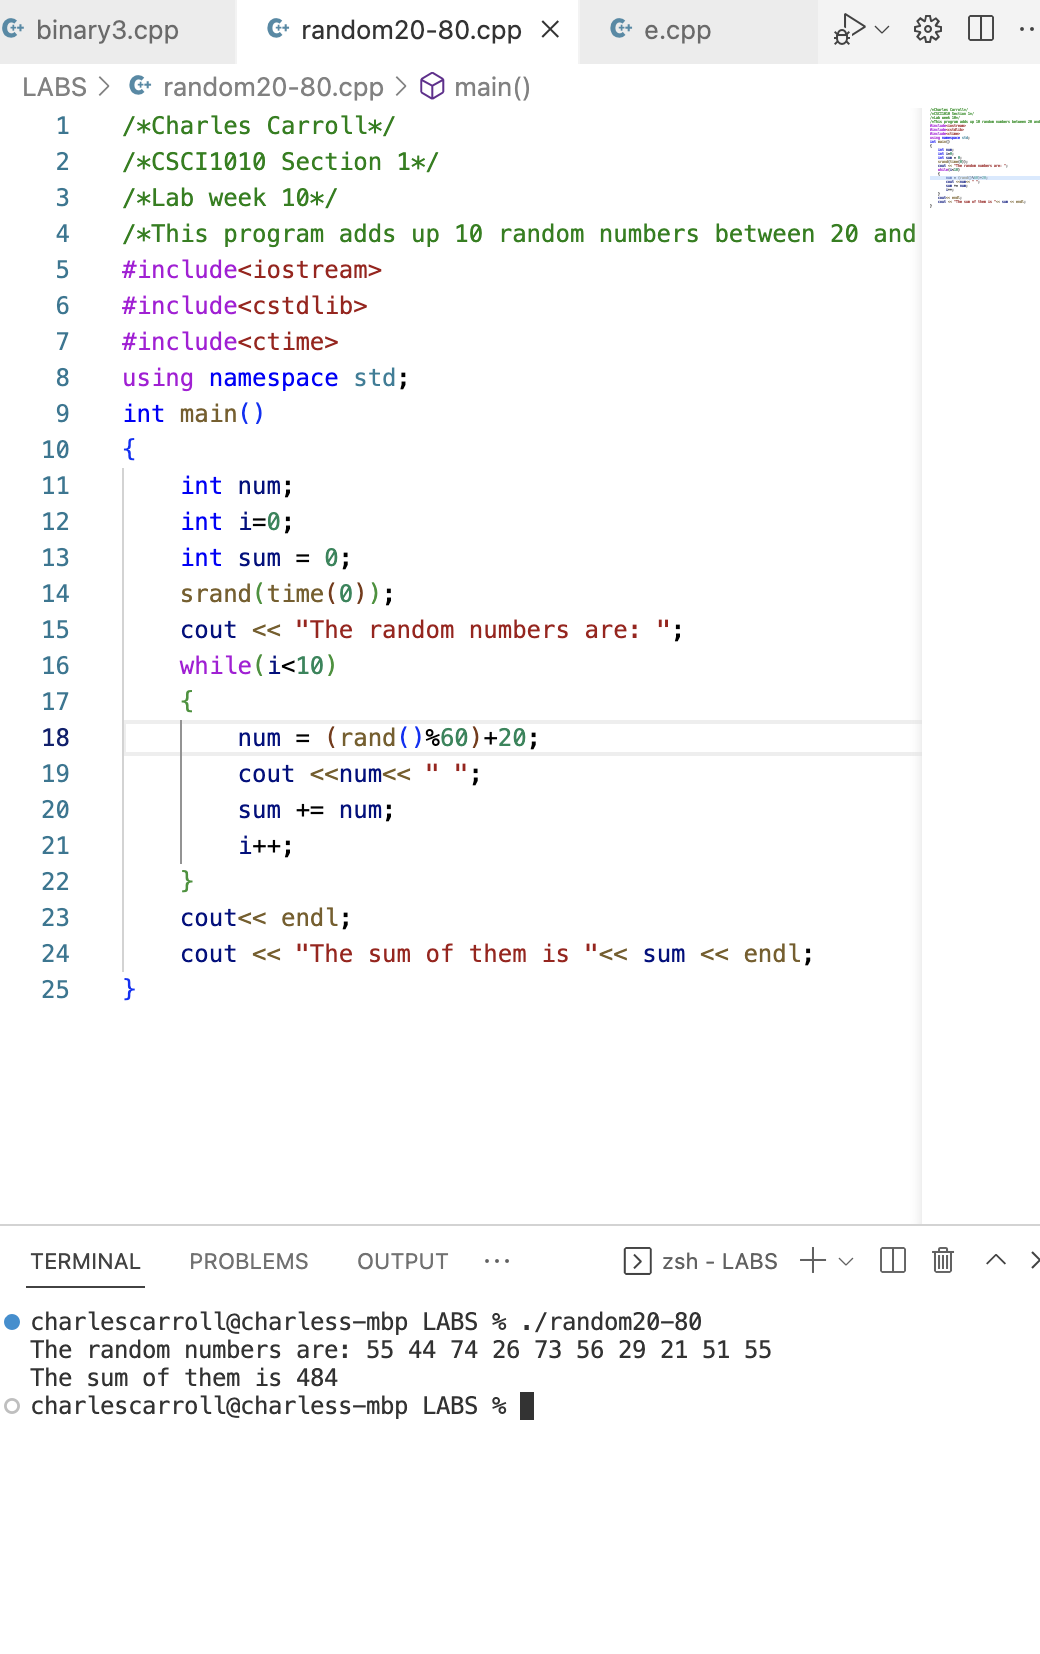 binary3.cpp random20-80.cpp e.cpp
LABS > random20-80.cpp > main()
1 /*Charles Carroll*/
2 /*CSCI1010 Section 1*/
3 /*Lab week 10*/
4 /*This program adds up 10 random numbers between 20 and
5 #include<iostream>
6 #include<cstdlib>
7 #include<ctime>
8 using namespace std;
9 int main()
10 {
11     int num;
12     int i=0;
13     int sum = 0;
14     srand(time(0));
15     cout << "The random numbers are: ";
16     while(i<10)
17     {
18         num = (rand()%60)+20;
19         cout <<num<< " ";
20         sum += num;
21         i++;
22     }
23     cout<< endl;
24     cout << "The sum of them is "<< sum << endl;
25 }
TERMINAL PROBLEMS OUTPUT ... zsh - LABS
charlescarroll@charless-mbp LABS % ./random20-80
The random numbers are: 55 44 74 26 73 56 29 21 51 55
The sum of them is 484
charlescarroll@charless-mbp LABS %